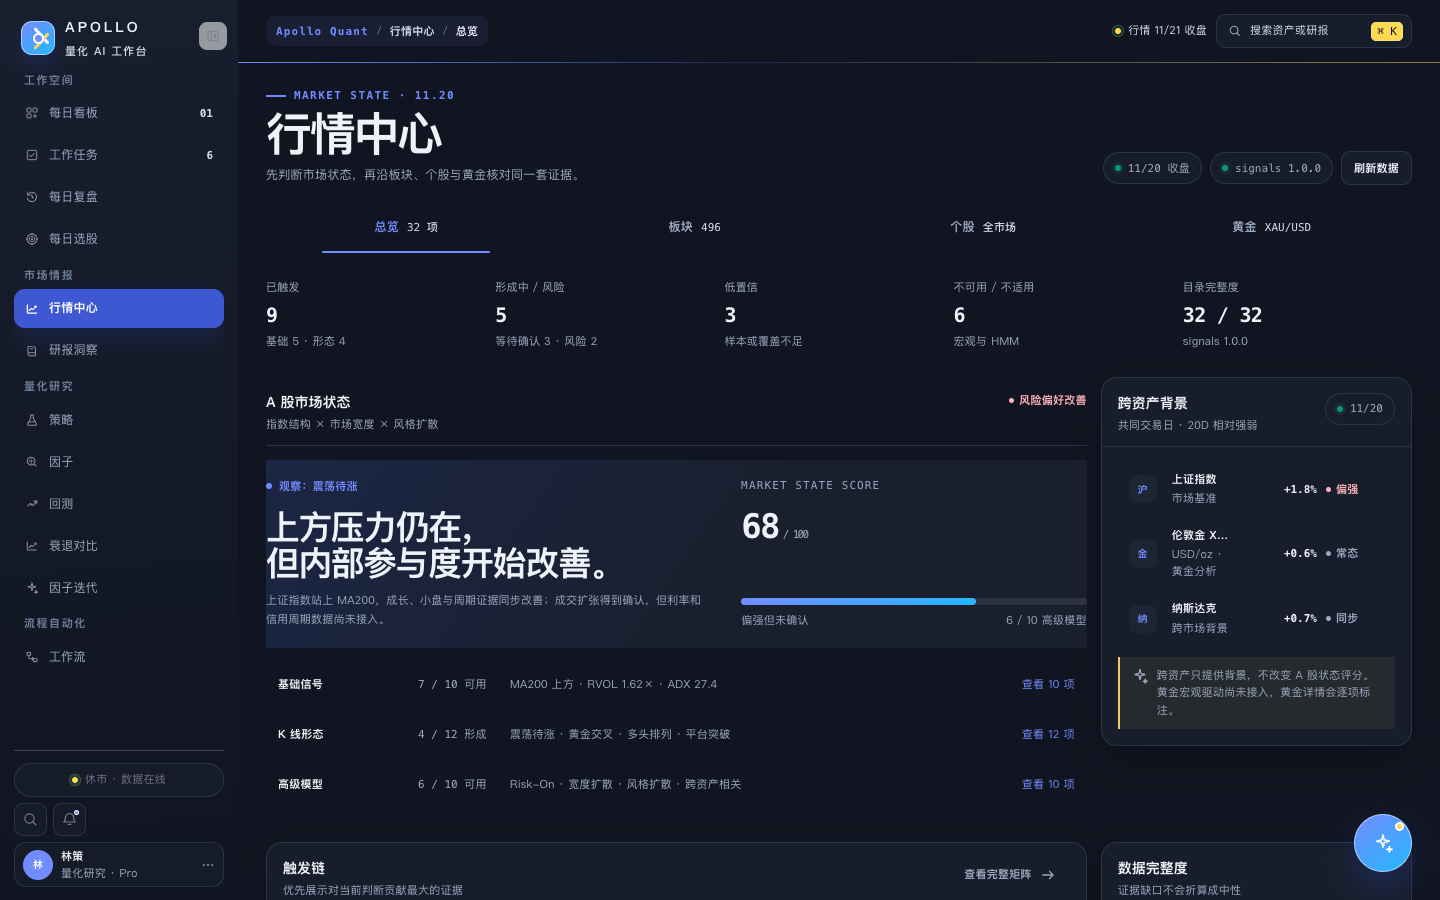 APOLLO
量化 AI 工作台
工作空间
每日看板 01
工作任务 6
每日复盘
每日选股
市场情报
行情中心
研报洞察
量化研究
策略
因子
回测
衰退对比
因子迭代
流程自动化
工作流
休市 · 数据在线
林 林策
量化研究 · Pro
Apollo Quant / 行情中心 / 总览
行情 11/21 收盘
搜索资产或研报 ⌘ K
MARKET STATE · 11.20
行情中心
先判断市场状态，再沿板块、个股与黄金核对同一套证据。
11/20 收盘
signals 1.0.0
刷新数据
总览 32 项
板块 496
个股 全市场
黄金 XAU/USD
已触发
9
基础 5 · 形态 4
形成中 / 风险
5
等待确认 3 · 风险 2
低置信
3
样本或覆盖不足
不可用 / 不适用
6
宏观与 HMM
目录完整度
32 / 32
signals 1.0.0
A 股市场状态
指数结构 × 市场宽度 × 风格扩散
风险偏好改善
观察：震荡待涨
上方压力仍在，
但内部参与度开始改善。
上证指数站上 MA200，成长、小盘与周期证据同步改善；成交扩张得到确认，但利率和
信用周期数据尚未接入。
MARKET STATE SCORE
68 / 100
偏强但未确认 6 / 10 高级模型
基础信号 7 / 10 可用 MA200 上方 · RVOL 1.62× · ADX 27.4 查看 10 项
K 线形态 4 / 12 形成 震荡待涨 · 黄金交叉 · 多头排列 · 平台突破 查看 12 项
高级模型 6 / 10 可用 Risk-On · 宽度扩散 · 风格扩散 · 跨资产相关 查看 10 项
跨资产背景
共同交易日 · 20D 相对强弱
11/20
沪 上证指数
市场基准
+1.8% 偏强
金 伦敦金 X...
USD/oz ·
黄金分析
+0.6% 常态
纳 纳斯达克
跨市场背景
+0.7% 同步
跨资产只提供背景，不改变 A 股状态评分。
黄金宏观驱动尚未接入，黄金详情会逐项标
注。
触发链
优先展示对当前判断贡献最大的证据
查看完整矩阵
数据完整度
证据缺口不会折算成中性